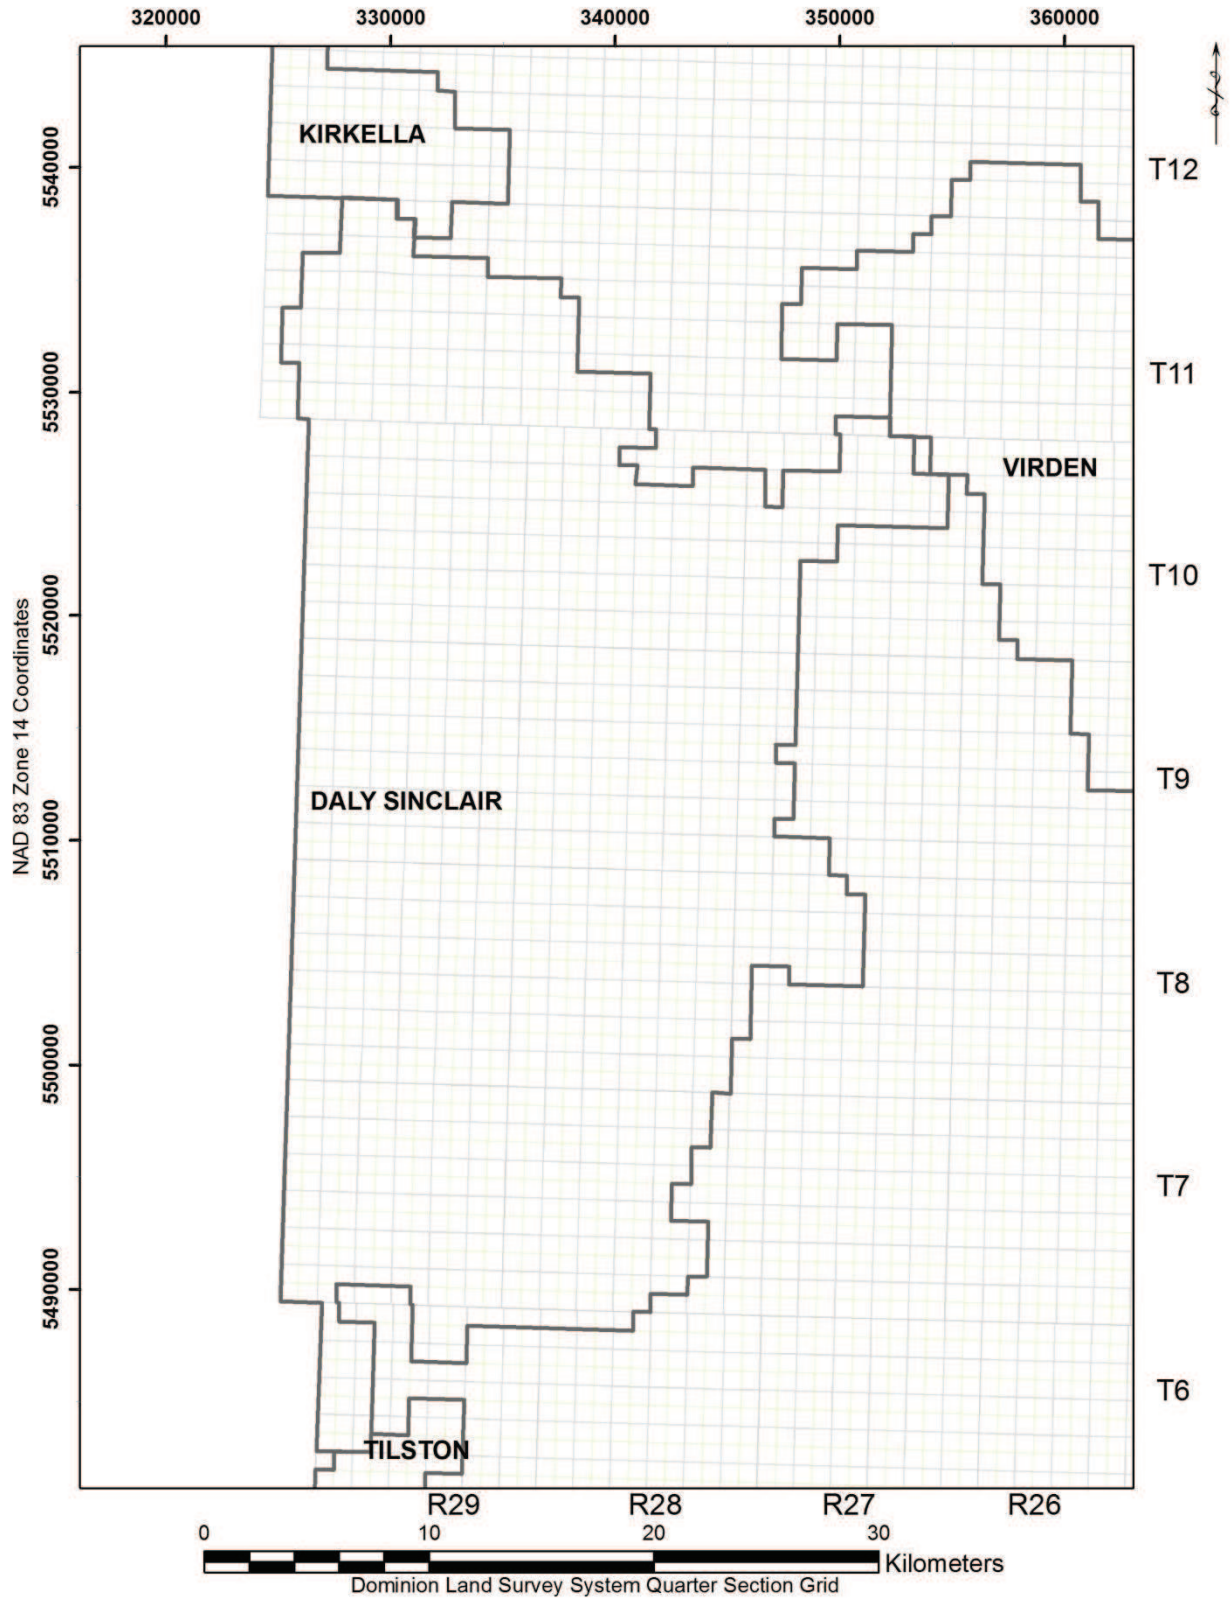 320000 330000 340000 350000 360000
KIRKELLA
5540000
T12
5530000
T11
VIRDEN
T10
5520000
NAD 83 Zone 14 Coordinates
T9
DALY SINCLAIR
5510000
T8
5500000
T7
5490000
T6
TILSTON
R29 R28 R27 R26
0 10 20 30
Kilometers
Dominion Land Survey System Quarter Section Grid